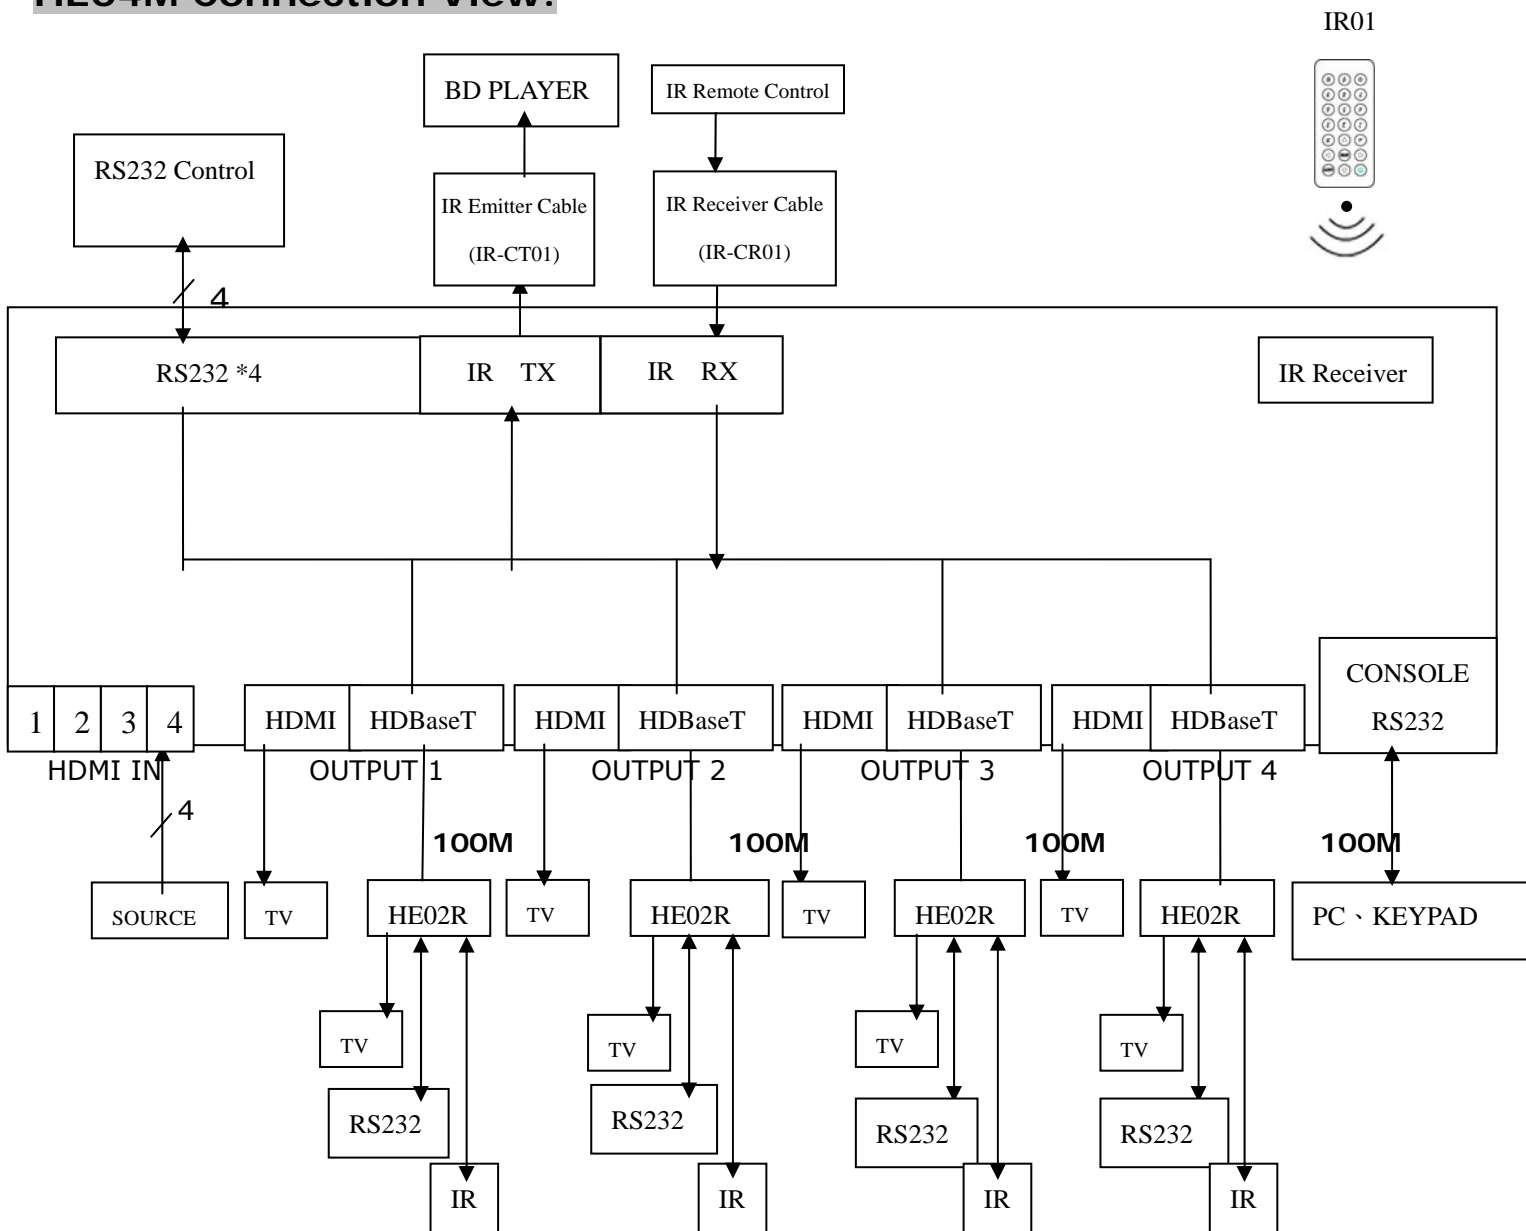 HE04M Connection View:
IR01
BD PLAYER
IR Remote Control
RS232 Control
IR Emitter Cable
(IR-CT01)
IR Receiver Cable
(IR-CR01)
4
RS232 *4
IR TX
IR RX
IR Receiver
CONSOLE
RS232
1 2 3 4
HDMI HDBaseT
HDMI HDBaseT
HDMI HDBaseT
HDMI HDBaseT
HDMI IN
OUTPUT 1
OUTPUT 2
OUTPUT 3
OUTPUT 4
4
100M
100M
100M
100M
SOURCE
TV
HE02R
TV
HE02R
TV
HE02R
TV
HE02R
PC、KEYPAD
TV
TV
TV
TV
RS232
RS232
RS232
RS232
IR
IR
IR
IR